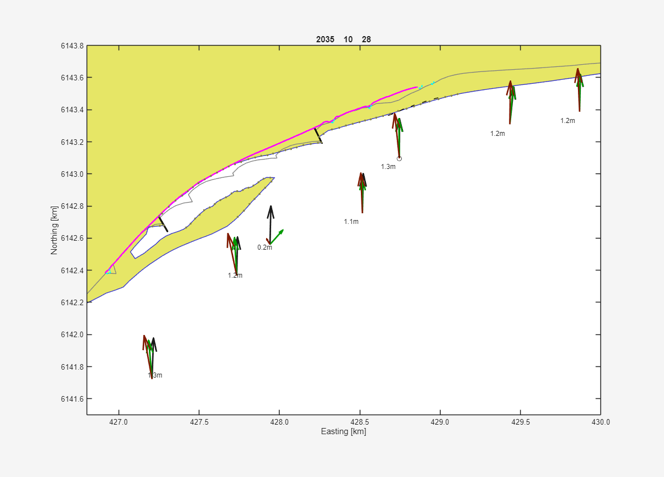 2035 10 28
6143.8
6143.6
6143.4
6143.2
6143.0
6142.8
6142.6
6142.4
6142.2
6142.0
6141.8
6141.6
Northing [km]
1.2m
1.2m
1.3m
1.1m
0.2m
1.2m
1.3m
427.0 427.5 428.0 428.5 429.0 429.5 430.0
Easting [km]